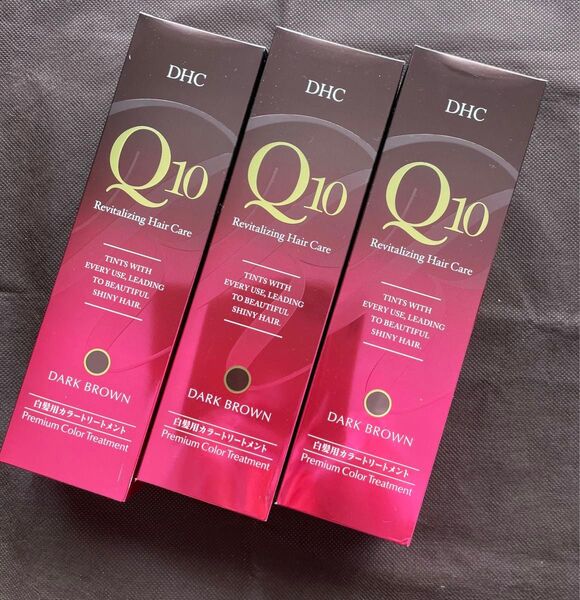 DHC
Q10
Revitalizing Hair Care
TINTS WITH
EVERY USE, LEADING
TO BEAUTIFUL
SHINY HAIR.
DARK BROWN
白髪用カラートリートメント
Premium Color Treatment
DHC
Q10
Revitalizing Hair Care
TINTS WITH
EVERY USE, LEADING
TO BEAUTIFUL
SHINY HAIR.
DARK BROWN
白髪用カラートリートメント
Premium Color Treatment
DHC
Q10
Revitalizing Hair Care
TINTS WITH
EVERY USE, LEADING
TO BEAUTIFUL
SHINY HAIR.
DARK BROWN
白髪用カラートリートメント
Premium Color Treatment